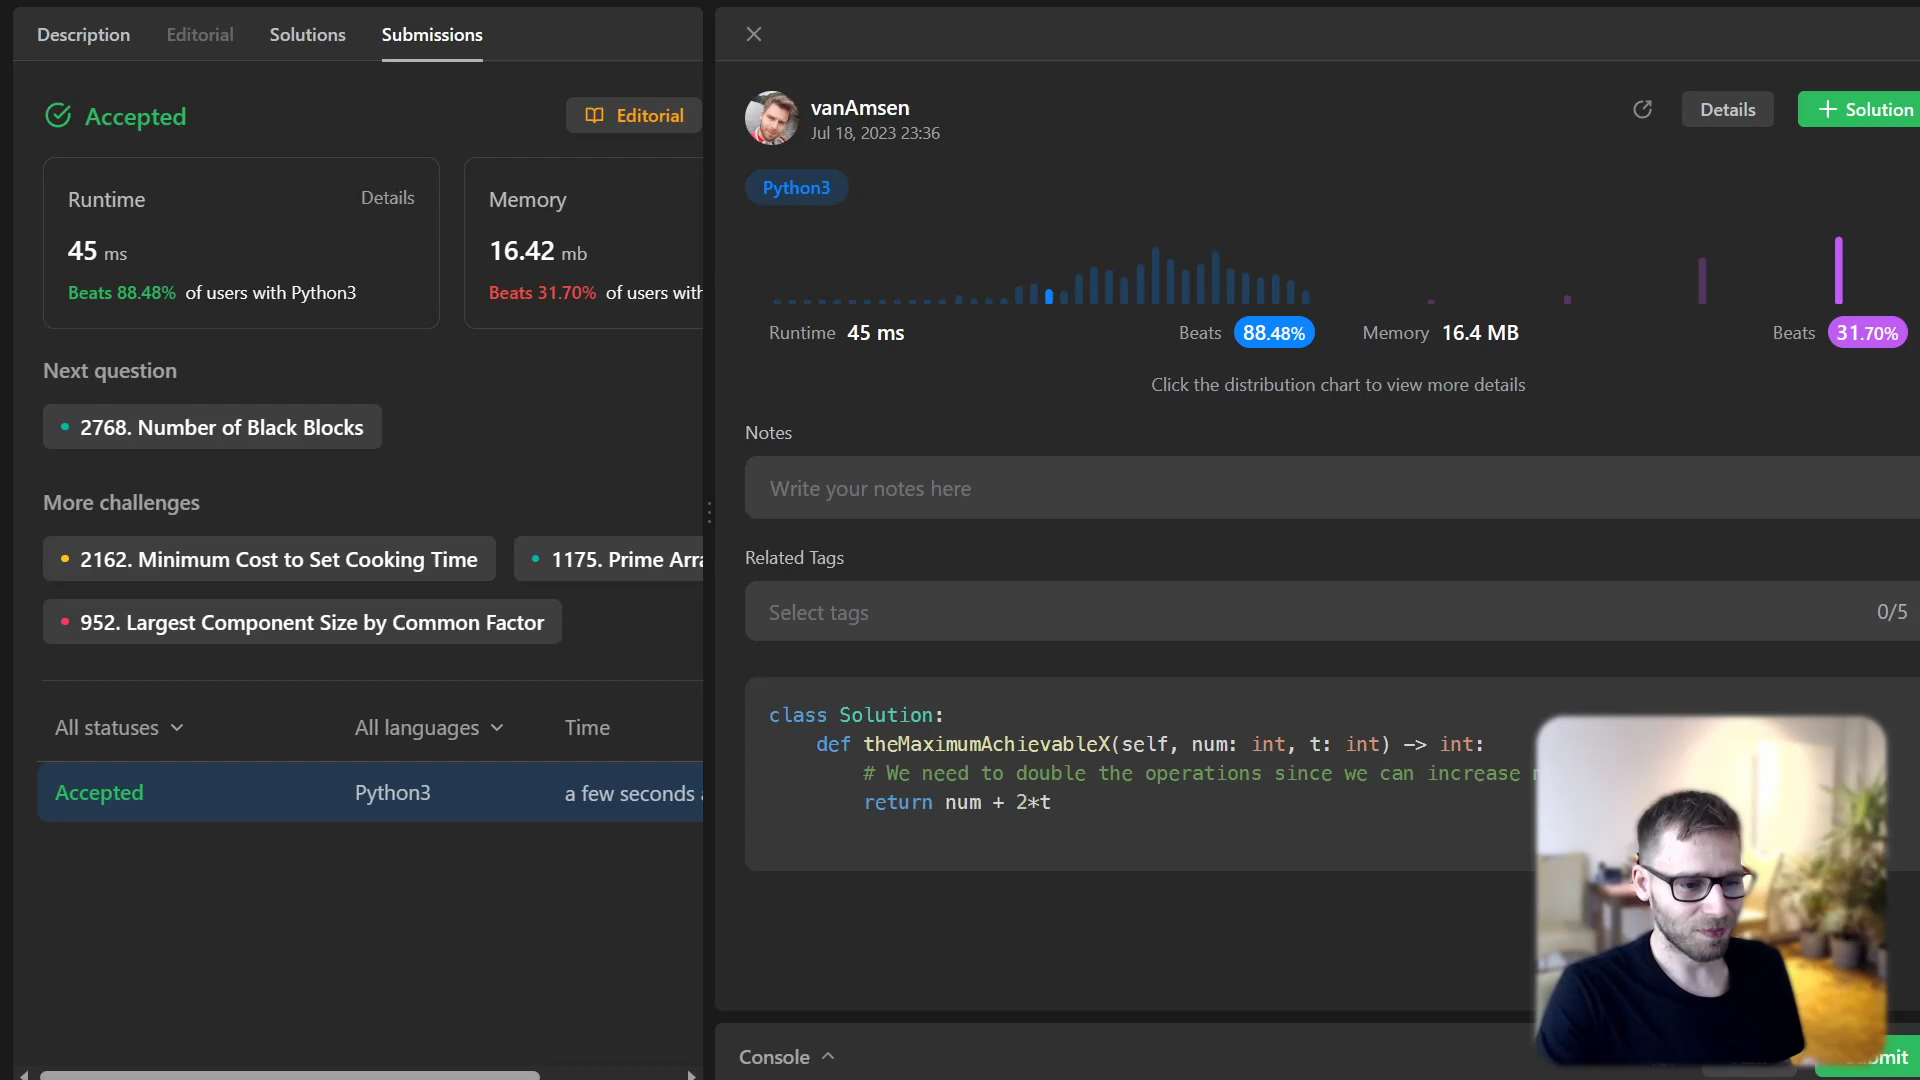 Description Editorial Solutions Submissions
Accepted
Editorial
Runtime Details
45 ms
Beats 88.48% of users with Python3
Memory
16.42 mb
Beats 31.70% of users with
Next question
2768. Number of Black Blocks
More challenges
2162. Minimum Cost to Set Cooking Time
1175. Prime Arra
952. Largest Component Size by Common Factor
All statuses All languages Time
Accepted Python3 a few seconds
vanAmsen
Jul 18, 2023 23:36
Details
+ Solution
Python3
Runtime 45 ms Beats 88.48%
Memory 16.4 MB Beats 31.70%
Click the distribution chart to view more details
Notes
Write your notes here
Related Tags
Select tags 0/5
class Solution:
def theMaximumAchievableX(self, num: int, t: int) -> int:
# We need to double the operations since we can increase
return num + 2*t
Console